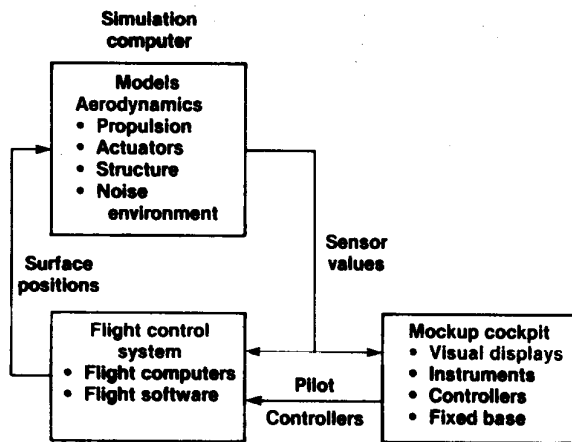 Simulation
computer
Models
Aerodynamics
• Propulsion
• Actuators
• Structure
• Noise
environment
Surface
positions
Sensor
values
Flight control
system
• Flight computers
• Flight software
Pilot
Controllers
Mockup cockpit
• Visual displays
• Instruments
• Controllers
• Fixed base